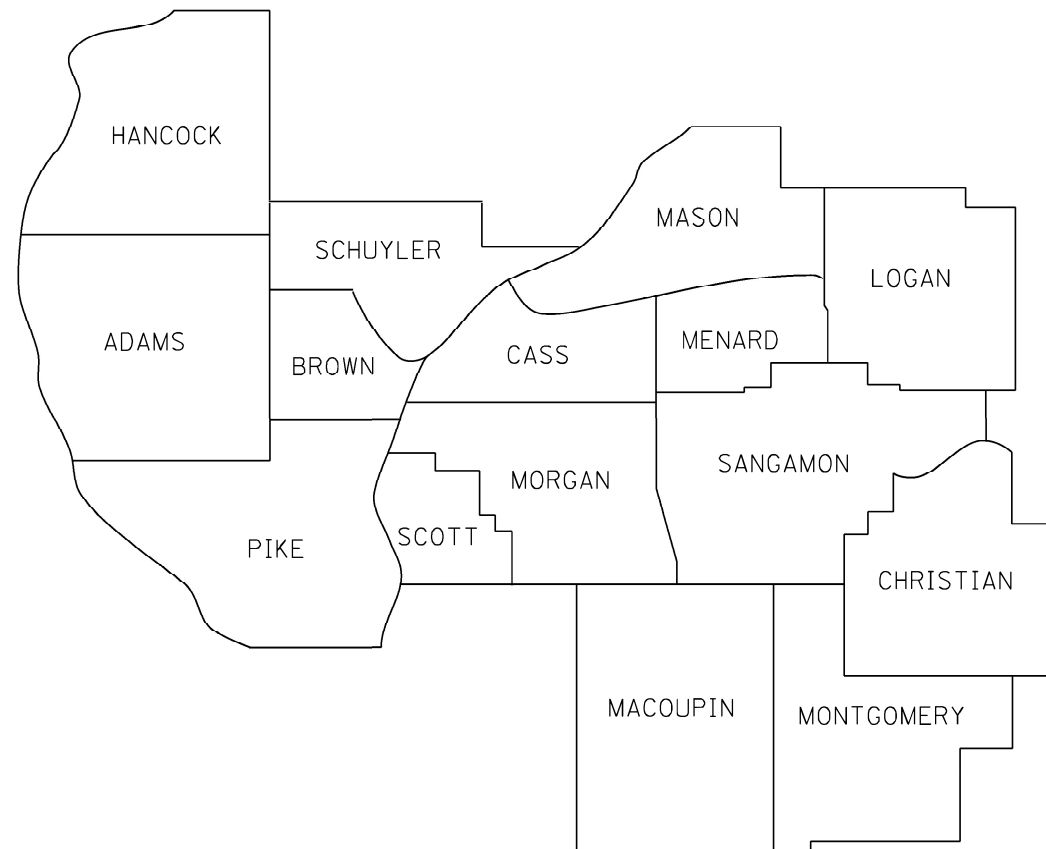 HANCOCK
MASON
SCHUYLER
LOGAN
ADAMS
MENARD
CASS
BROWN
SANGAMON
MORGAN
SCOTT
PIKE
CHRISTIAN
MACOUPIN
MONTGOMERY